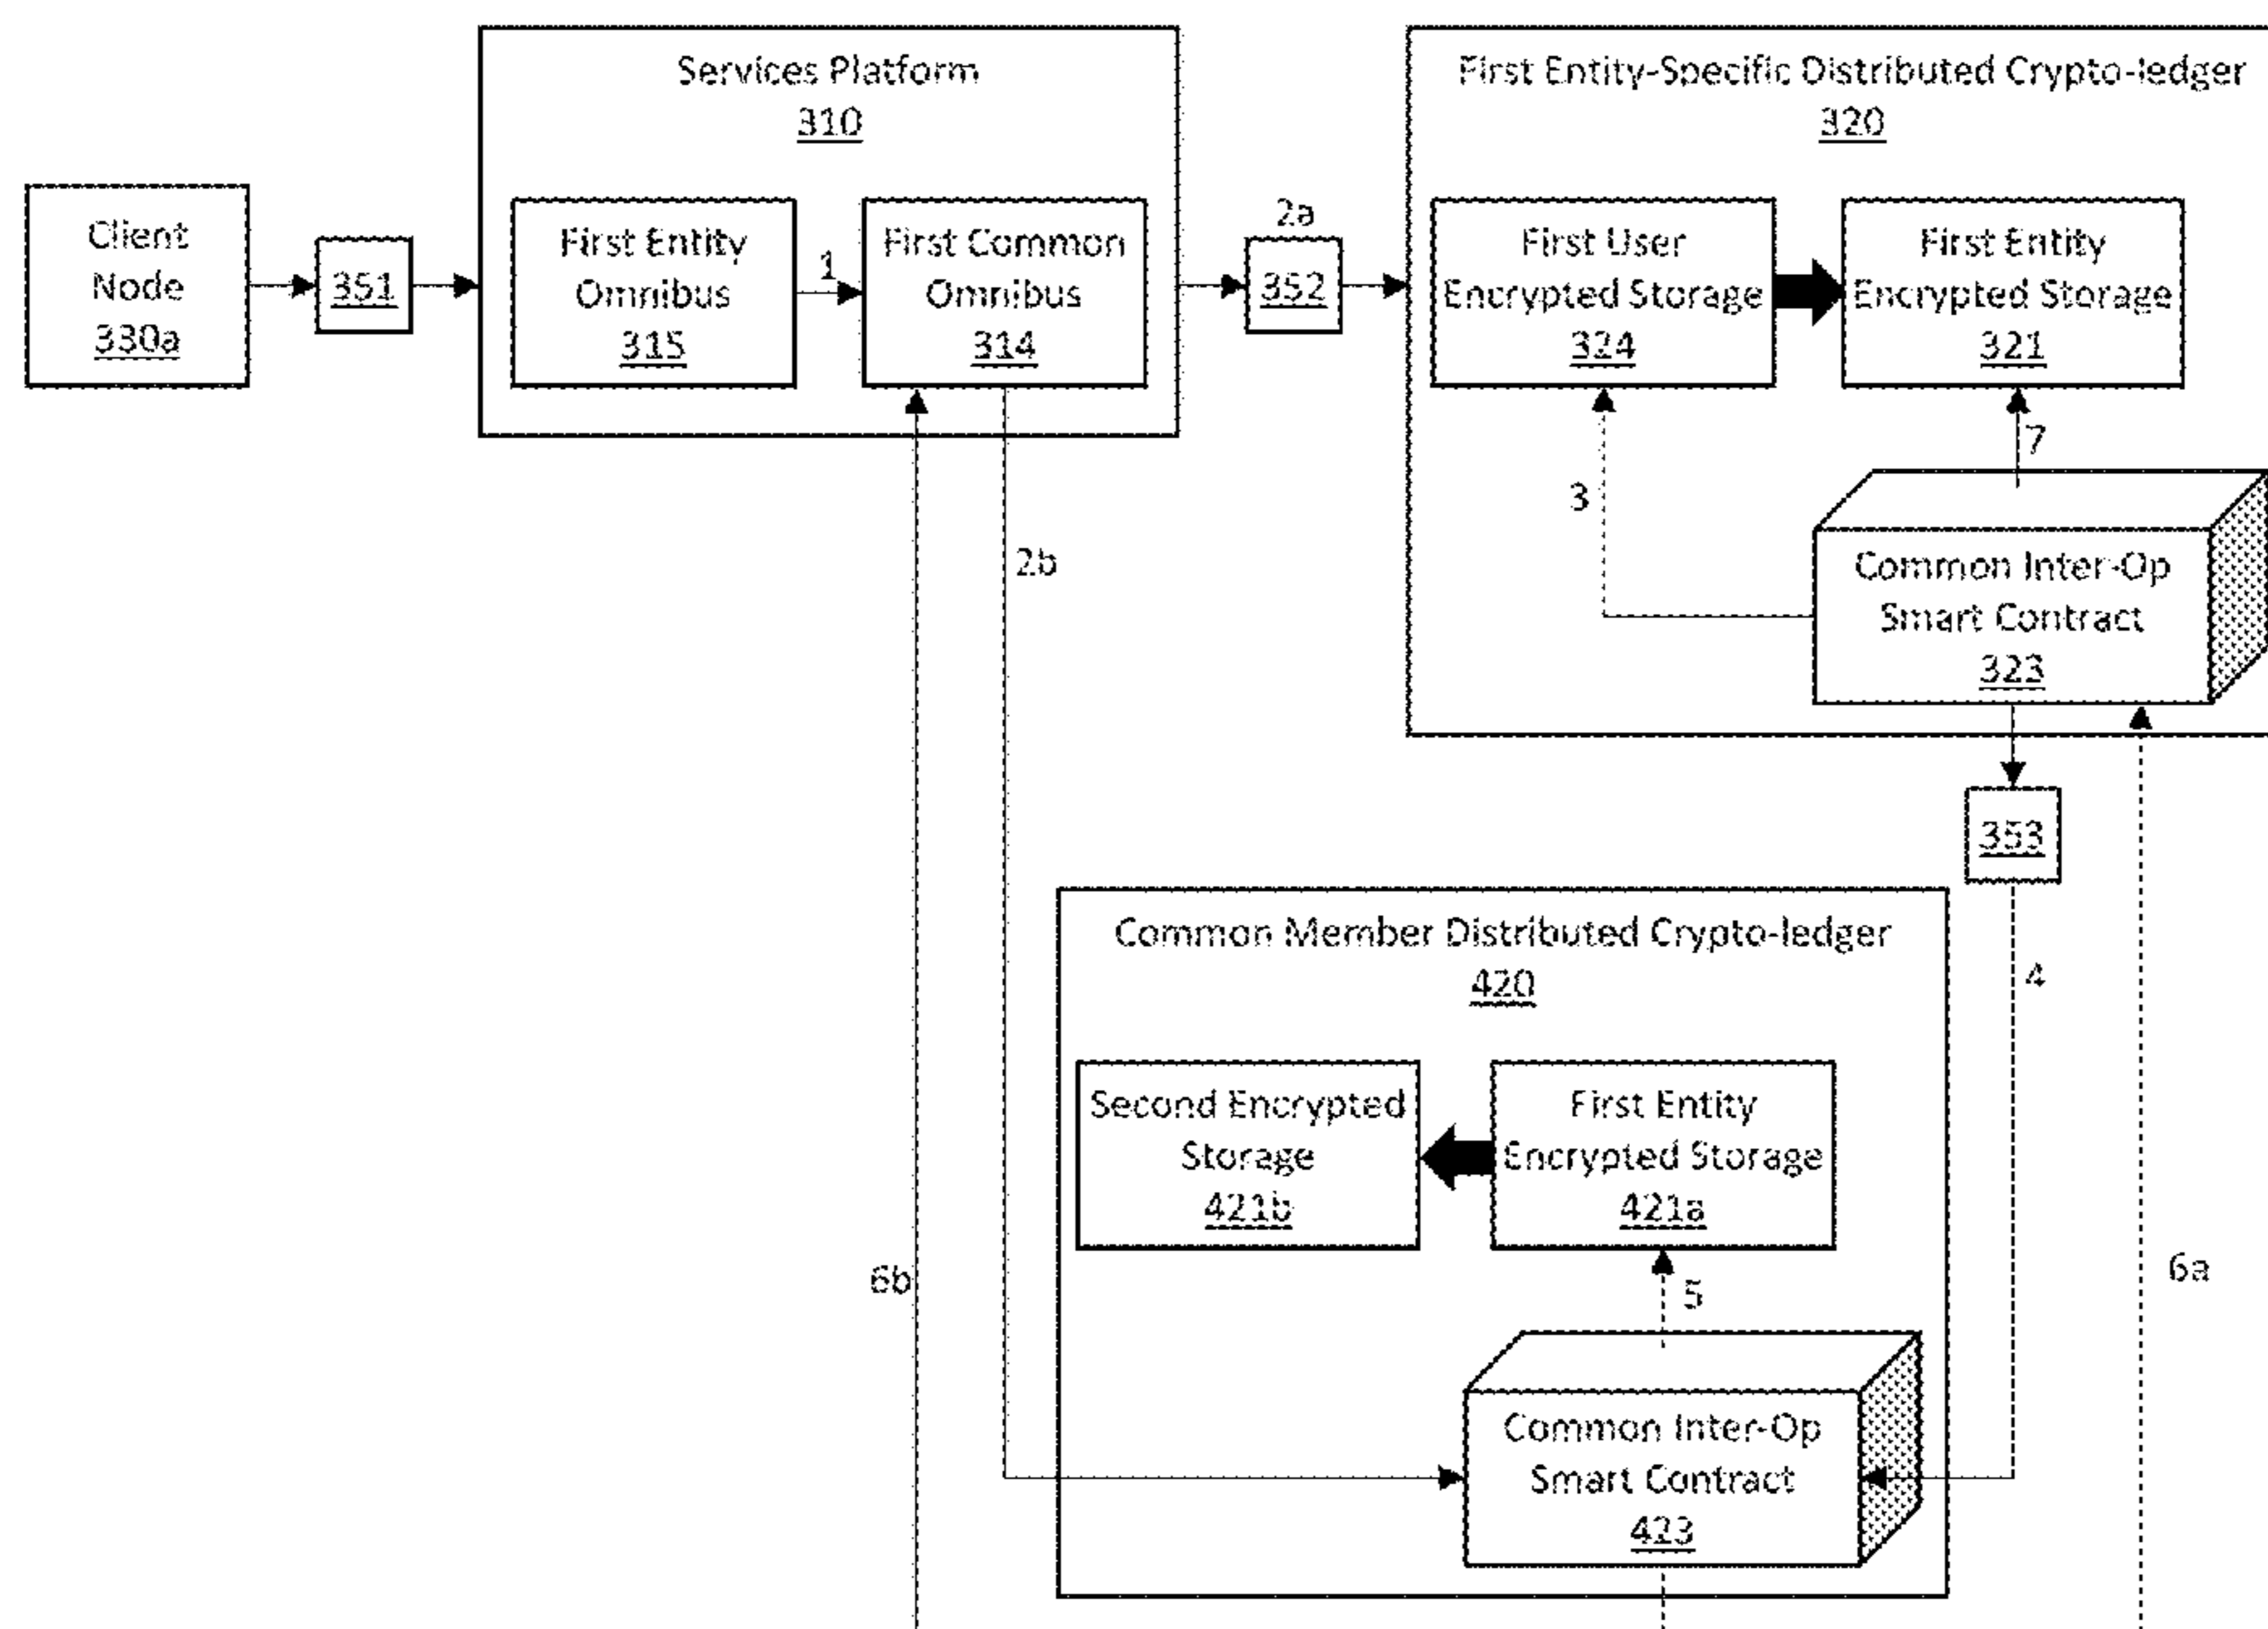 Services Platform
310
First Entity-Specific Distributed Crypto-ledger
320
Client
Node
330a
351
First Entity
Omnibus
315
1
First Common
Omnibus
314
2a
352
First User
Encrypted Storage
324
First Entity
Encrypted Storage
321
7
3
2b
Common Inter-Op
Smart Contract
323
353
Common Member Distributed Crypto-ledger
420
4
Second Encrypted
Storage
421b
First Entity
Encrypted Storage
421a
6b
5
6a
Common Inter-Op
Smart Contract
423